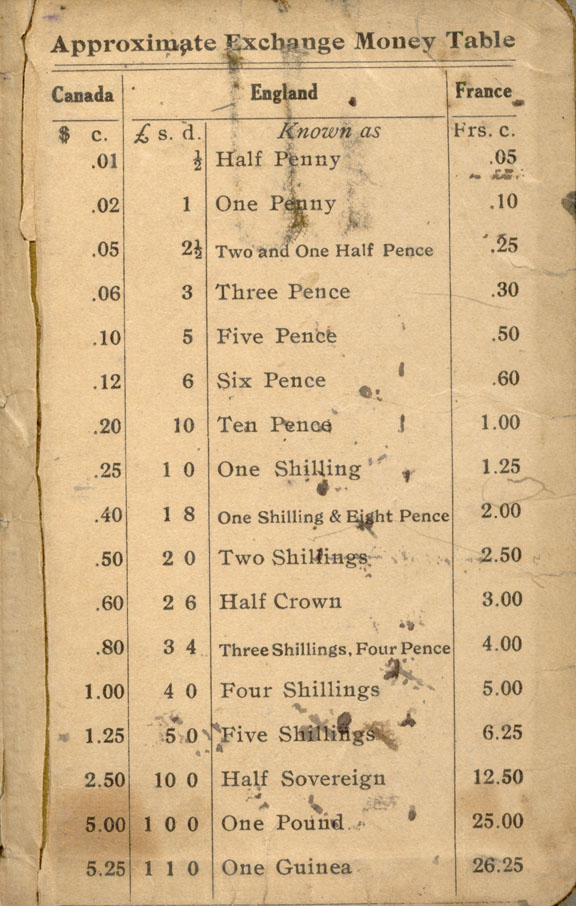 Approximate Exchange Money Table
Canada England France
$ c. £ s. d. Known as Frs. c.
.01 ½ Half Penny .05
.02 1 One Penny .10
.05 2½ Two and One Half Pence .25
.06 3 Three Pence .30
.10 5 Five Pence .50
.12 6 Six Pence .60
.20 10 Ten Pence 1.00
.25 1 0 One Shilling 1.25
.40 1 8 One Shilling & Eight Pence 2.00
.50 2 0 Two Shillings 2.50
.60 2 6 Half Crown 3.00
.80 3 4 Three Shillings, Four Pence 4.00
1.00 4 0 Four Shillings 5.00
1.25 5 0 Five Shillings 6.25
2.50 10 0 Half Sovereign 12.50
5.00 1 0 0 One Pound 25.00
5.25 1 1 0 One Guinea 26.25